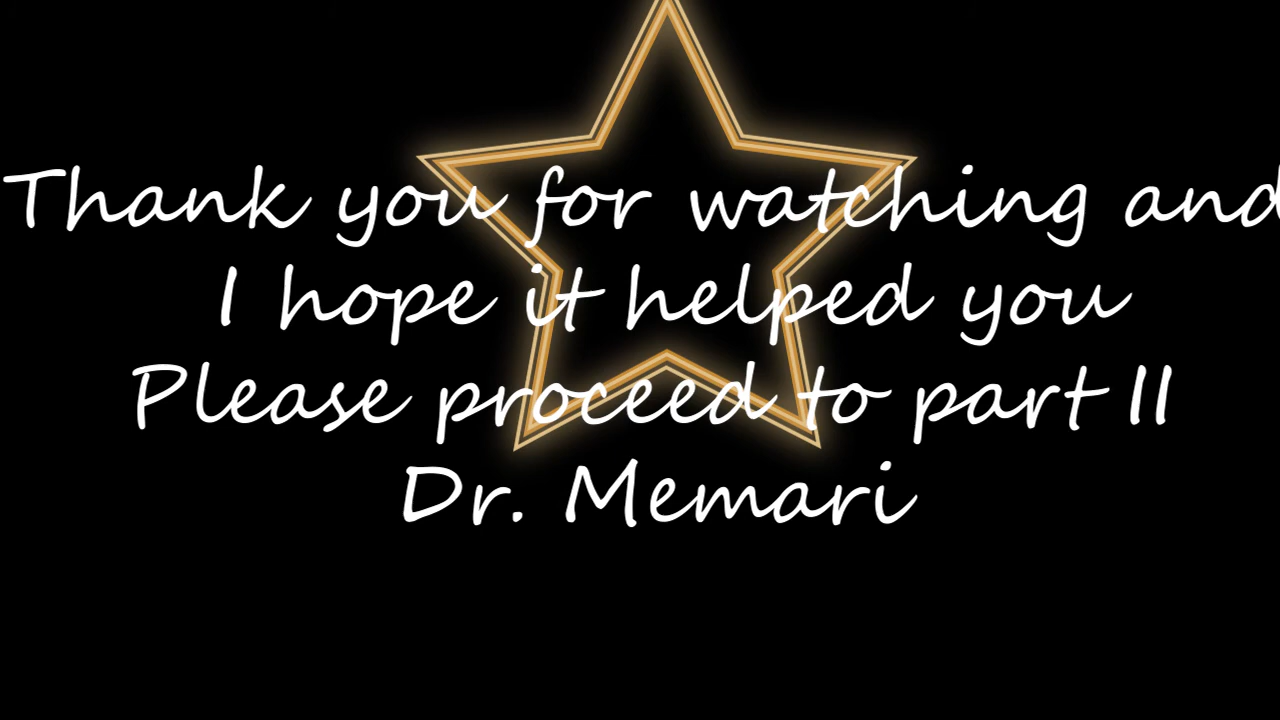 Thank you for watching and
I hope it helped you
Please proceed to part II
Dr. Memari